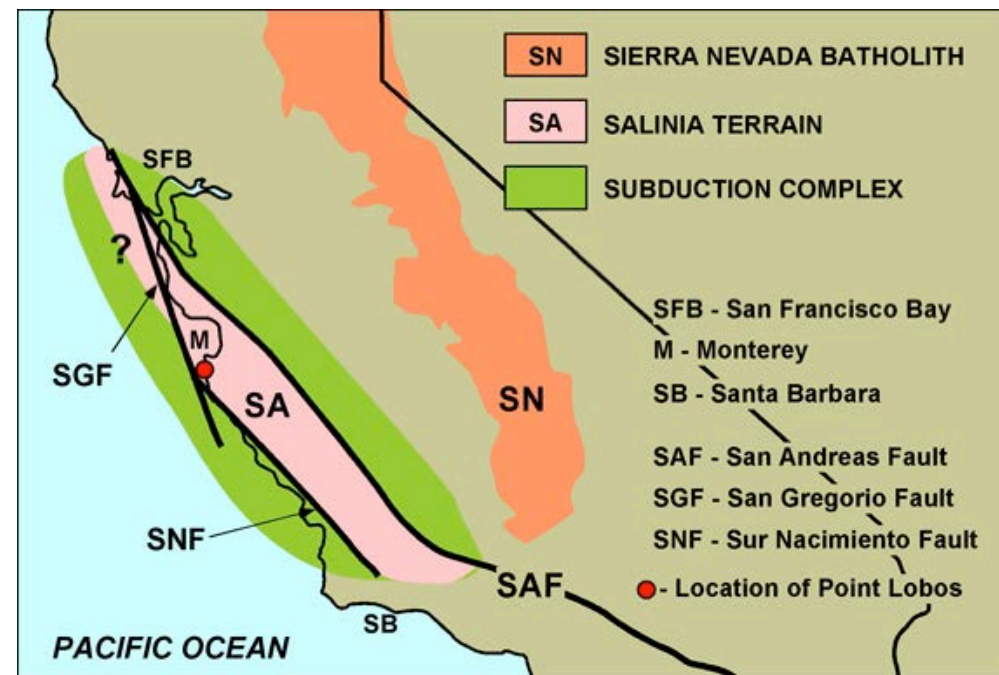 SN SIERRA NEVADA BATHOLITH
SA SALINIA TERRAIN
SUBDUCTION COMPLEX
SFB
?
SGF
M
SA
SN
SNF
SAF
SB
PACIFIC OCEAN
SFB - San Francisco Bay
M - Monterey
SB - Santa Barbara
SAF - San Andreas Fault
SGF - San Gregorio Fault
SNF - Sur Nacimiento Fault
- Location of Point Lobos